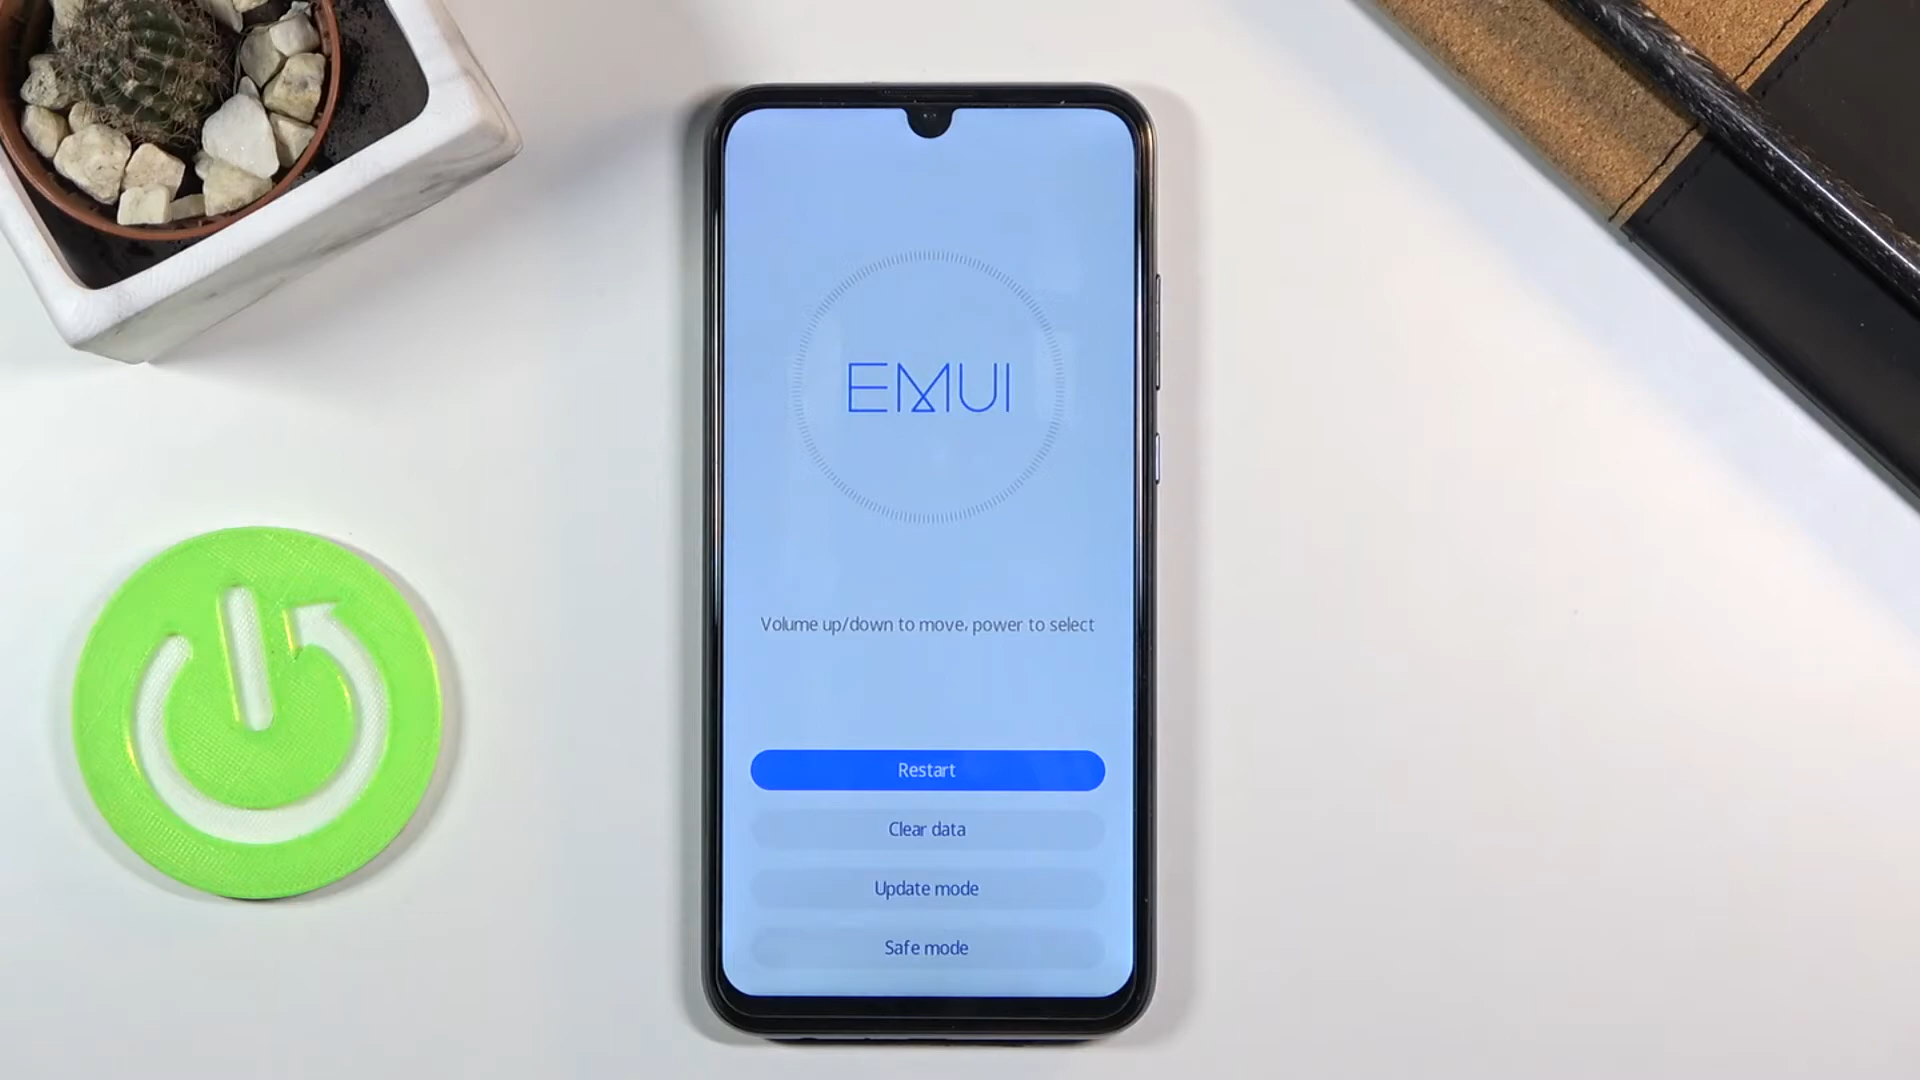 EMUI
Volume up/down to move, power to select
Restart
Clear data
Update mode
Safe mode